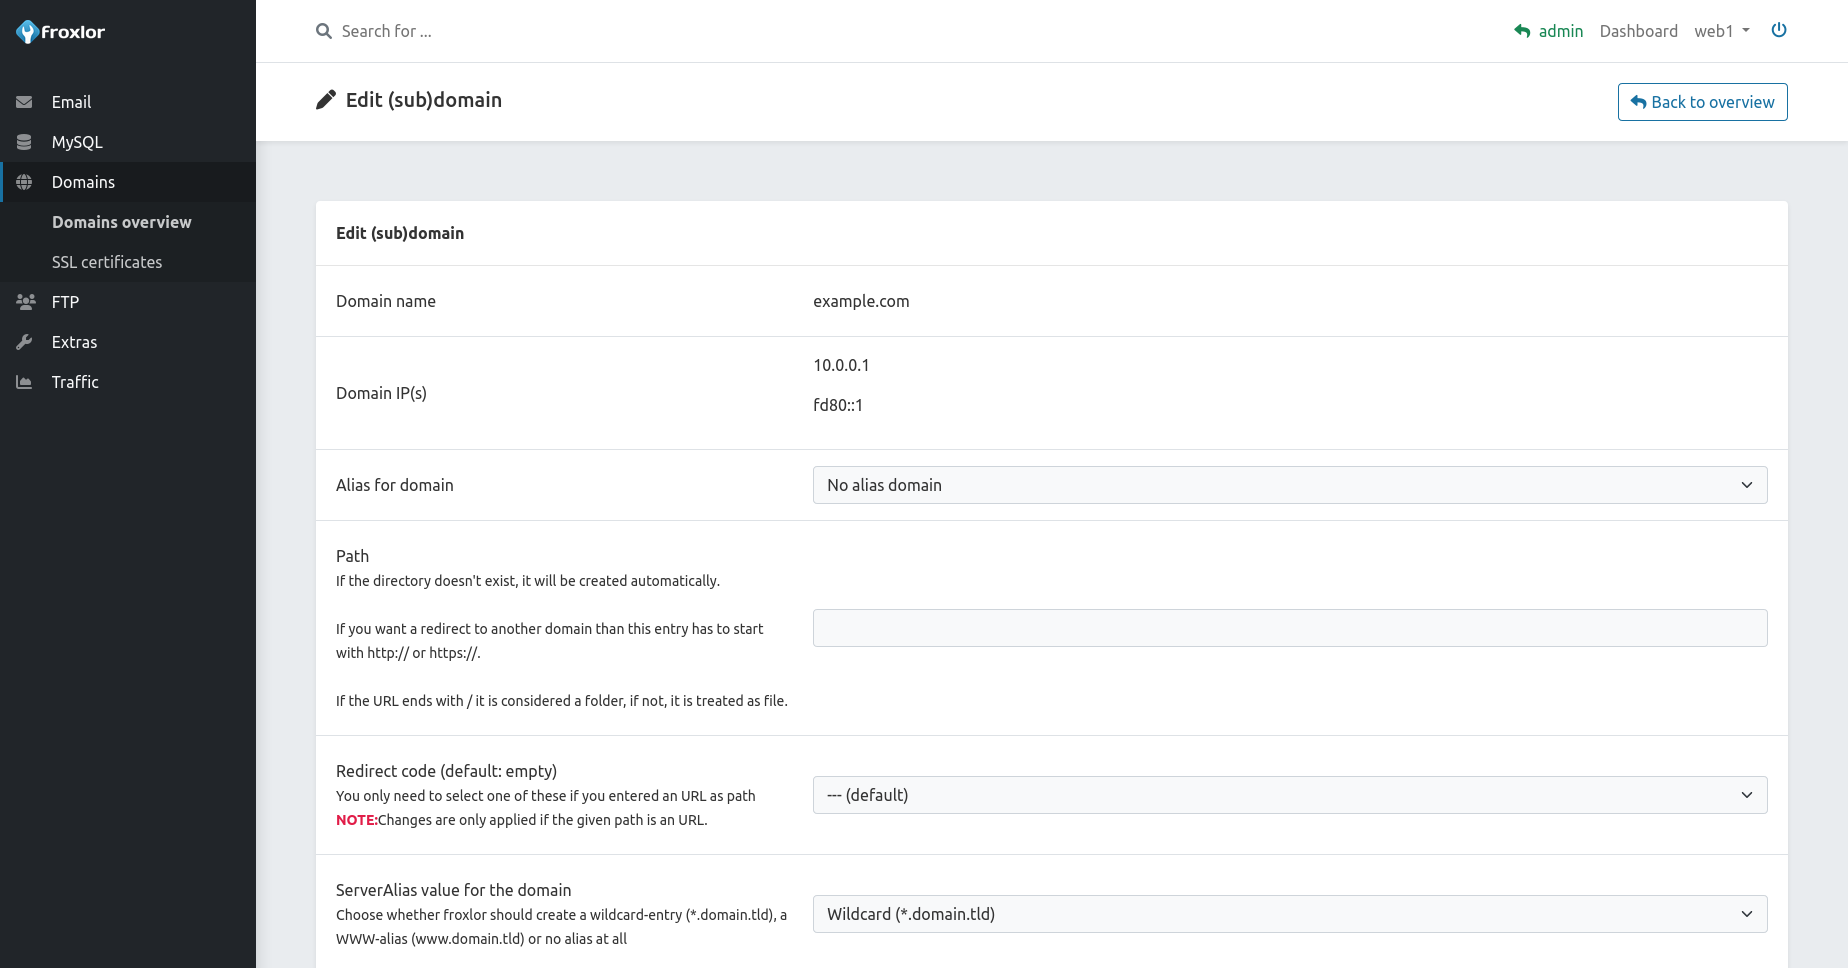 froxlor
Search for ...
admin
Dashboard
web1
Edit (sub)domain
Back to overview
Email
MySQL
Domains
Domains overview
SSL certificates
FTP
Extras
Traffic
Edit (sub)domain
Domain name
example.com
Domain IP(s)
10.0.0.1
fd80::1
Alias for domain
No alias domain
Path
If the directory doesn't exist, it will be created automatically.
If you want a redirect to another domain than this entry has to start
with http:// or https://.
If the URL ends with / it is considered a folder, if not, it is treated as file.
Redirect code (default: empty)
You only need to select one of these if you entered an URL as path
NOTE:Changes are only applied if the given path is an URL.
--- (default)
ServerAlias value for the domain
Choose whether froxlor should create a wildcard-entry (*.domain.tld), a
WWW-alias (www.domain.tld) or no alias at all
Wildcard (*.domain.tld)